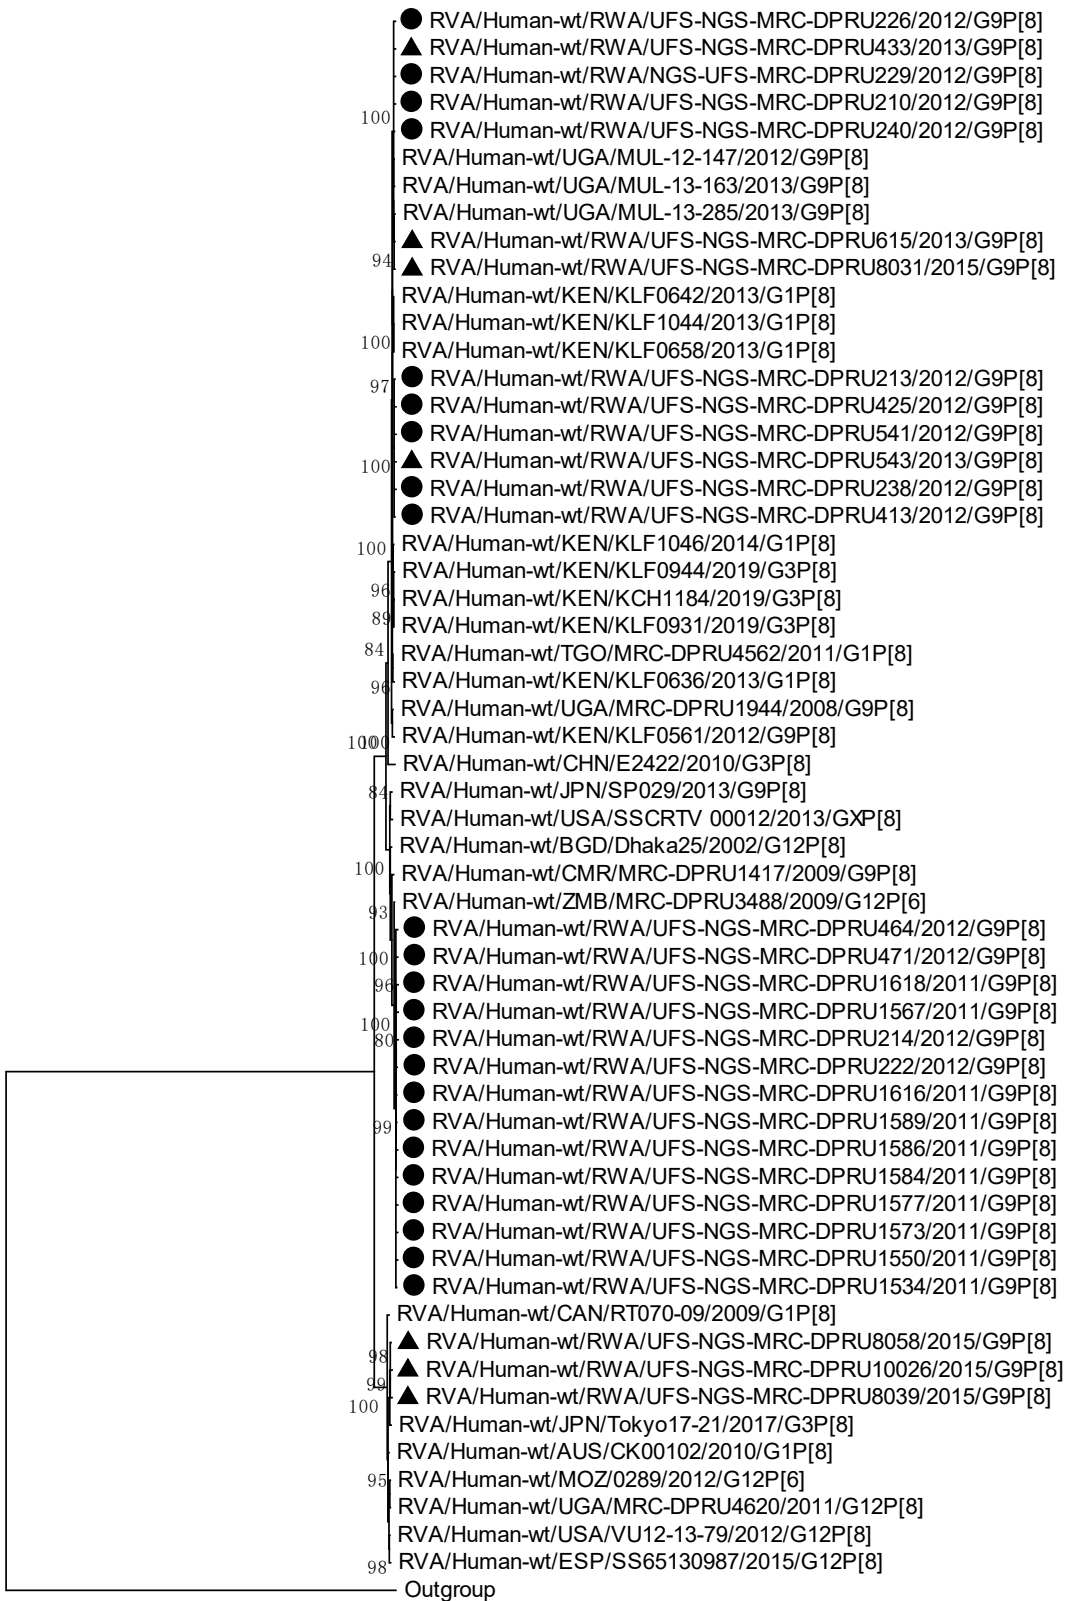 RVA/Human-wt/RWA/UFS-NGS-MRC-DPRU226/2012/G9P[8]
RVA/Human-wt/RWA/UFS-NGS-MRC-DPRU433/2013/G9P[8]
RVA/Human-wt/RWA/NGS-UFS-MRC-DPRU229/2012/G9P[8]
RVA/Human-wt/RWA/UFS-NGS-MRC-DPRU210/2012/G9P[8]
100
RVA/Human-wt/RWA/UFS-NGS-MRC-DPRU240/2012/G9P[8]
RVA/Human-wt/UGA/MUL-12-147/2012/G9P[8]
RVA/Human-wt/UGA/MUL-13-163/2013/G9P[8]
RVA/Human-wt/UGA/MUL-13-285/2013/G9P[8]
RVA/Human-wt/RWA/UFS-NGS-MRC-DPRU615/2013/G9P[8]
94
RVA/Human-wt/RWA/UFS-NGS-MRC-DPRU8031/2015/G9P[8]
RVA/Human-wt/KEN/KLF0642/2013/G1P[8]
RVA/Human-wt/KEN/KLF1044/2013/G1P[8]
100
RVA/Human-wt/KEN/KLF0658/2013/G1P[8]
RVA/Human-wt/RWA/UFS-NGS-MRC-DPRU213/2012/G9P[8]
97
RVA/Human-wt/RWA/UFS-NGS-MRC-DPRU425/2012/G9P[8]
RVA/Human-wt/RWA/UFS-NGS-MRC-DPRU541/2012/G9P[8]
RVA/Human-wt/RWA/UFS-NGS-MRC-DPRU543/2013/G9P[8]
100
RVA/Human-wt/RWA/UFS-NGS-MRC-DPRU238/2012/G9P[8]
RVA/Human-wt/RWA/UFS-NGS-MRC-DPRU413/2012/G9P[8]
RVA/Human-wt/KEN/KLF1046/2014/G1P[8]
100
RVA/Human-wt/KEN/KLF0944/2019/G3P[8]
96
RVA/Human-wt/KEN/KCH1184/2019/G3P[8]
89
RVA/Human-wt/KEN/KLF0931/2019/G3P[8]
84
RVA/Human-wt/TGO/MRC-DPRU4562/2011/G1P[8]
RVA/Human-wt/KEN/KLF0636/2013/G1P[8]
96
RVA/Human-wt/UGA/MRC-DPRU1944/2008/G9P[8]
RVA/Human-wt/KEN/KLF0561/2012/G9P[8]
100
100
RVA/Human-wt/CHN/E2422/2010/G3P[8]
RVA/Human-wt/JPN/SP029/2013/G9P[8]
84
RVA/Human-wt/USA/SSCRTV 00012/2013/GXP[8]
RVA/Human-wt/BGD/Dhaka25/2002/G12P[8]
100
RVA/Human-wt/CMR/MRC-DPRU1417/2009/G9P[8]
RVA/Human-wt/ZMB/MRC-DPRU3488/2009/G12P[6]
93
RVA/Human-wt/RWA/UFS-NGS-MRC-DPRU464/2012/G9P[8]
100
RVA/Human-wt/RWA/UFS-NGS-MRC-DPRU471/2012/G9P[8]
RVA/Human-wt/RWA/UFS-NGS-MRC-DPRU1618/2011/G9P[8]
96
RVA/Human-wt/RWA/UFS-NGS-MRC-DPRU1567/2011/G9P[8]
100
RVA/Human-wt/RWA/UFS-NGS-MRC-DPRU214/2012/G9P[8]
80
RVA/Human-wt/RWA/UFS-NGS-MRC-DPRU222/2012/G9P[8]
RVA/Human-wt/RWA/UFS-NGS-MRC-DPRU1616/2011/G9P[8]
RVA/Human-wt/RWA/UFS-NGS-MRC-DPRU1589/2011/G9P[8]
99
RVA/Human-wt/RWA/UFS-NGS-MRC-DPRU1586/2011/G9P[8]
RVA/Human-wt/RWA/UFS-NGS-MRC-DPRU1584/2011/G9P[8]
RVA/Human-wt/RWA/UFS-NGS-MRC-DPRU1577/2011/G9P[8]
RVA/Human-wt/RWA/UFS-NGS-MRC-DPRU1573/2011/G9P[8]
RVA/Human-wt/RWA/UFS-NGS-MRC-DPRU1550/2011/G9P[8]
RVA/Human-wt/RWA/UFS-NGS-MRC-DPRU1534/2011/G9P[8]
RVA/Human-wt/CAN/RT070-09/2009/G1P[8]
RVA/Human-wt/RWA/UFS-NGS-MRC-DPRU8058/2015/G9P[8]
98
RVA/Human-wt/RWA/UFS-NGS-MRC-DPRU10026/2015/G9P[8]
99
RVA/Human-wt/RWA/UFS-NGS-MRC-DPRU8039/2015/G9P[8]
100
RVA/Human-wt/JPN/Tokyo17-21/2017/G3P[8]
RVA/Human-wt/AUS/CK00102/2010/G1P[8]
95
RVA/Human-wt/MOZ/0289/2012/G12P[6]
RVA/Human-wt/UGA/MRC-DPRU4620/2011/G12P[8]
RVA/Human-wt/USA/VU12-13-79/2012/G12P[8]
98
RVA/Human-wt/ESP/SS65130987/2015/G12P[8]
Outgroup